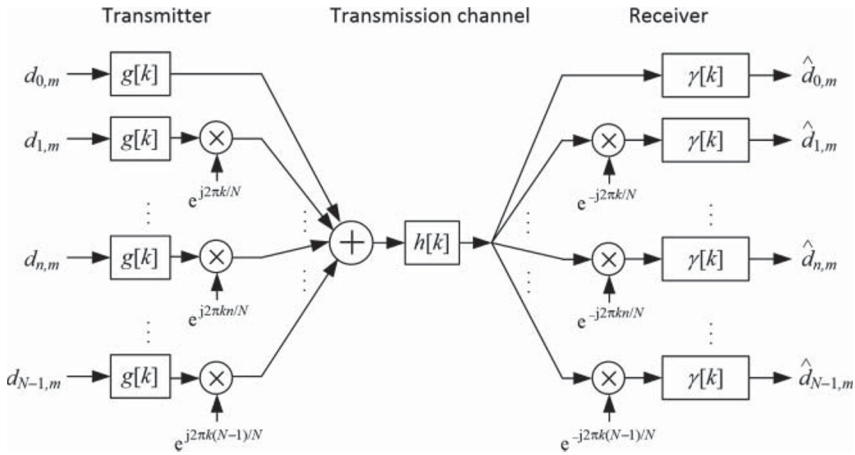 Transmitter Transmission channel Receiver
d₀,ₘ g[k] γ[k] d̂₀,ₘ
d₁,ₘ g[k] × × γ[k] d̂₁,ₘ
e^{j2πk/N} e^{-j2πk/N}
⋮ ⋮ ⋮ ⋮
dₙ,ₘ g[k] × + h[k] × γ[k] d̂ₙ,ₘ
e^{j2πkn/N} ⋮ ⋮ e^{-j2πkn/N}
⋮ ⋮
d_{N−1,m} g[k] × × γ[k] d̂_{N−1,m}
e^{j2πk(N−1)/N} e^{-j2πk(N−1)/N}